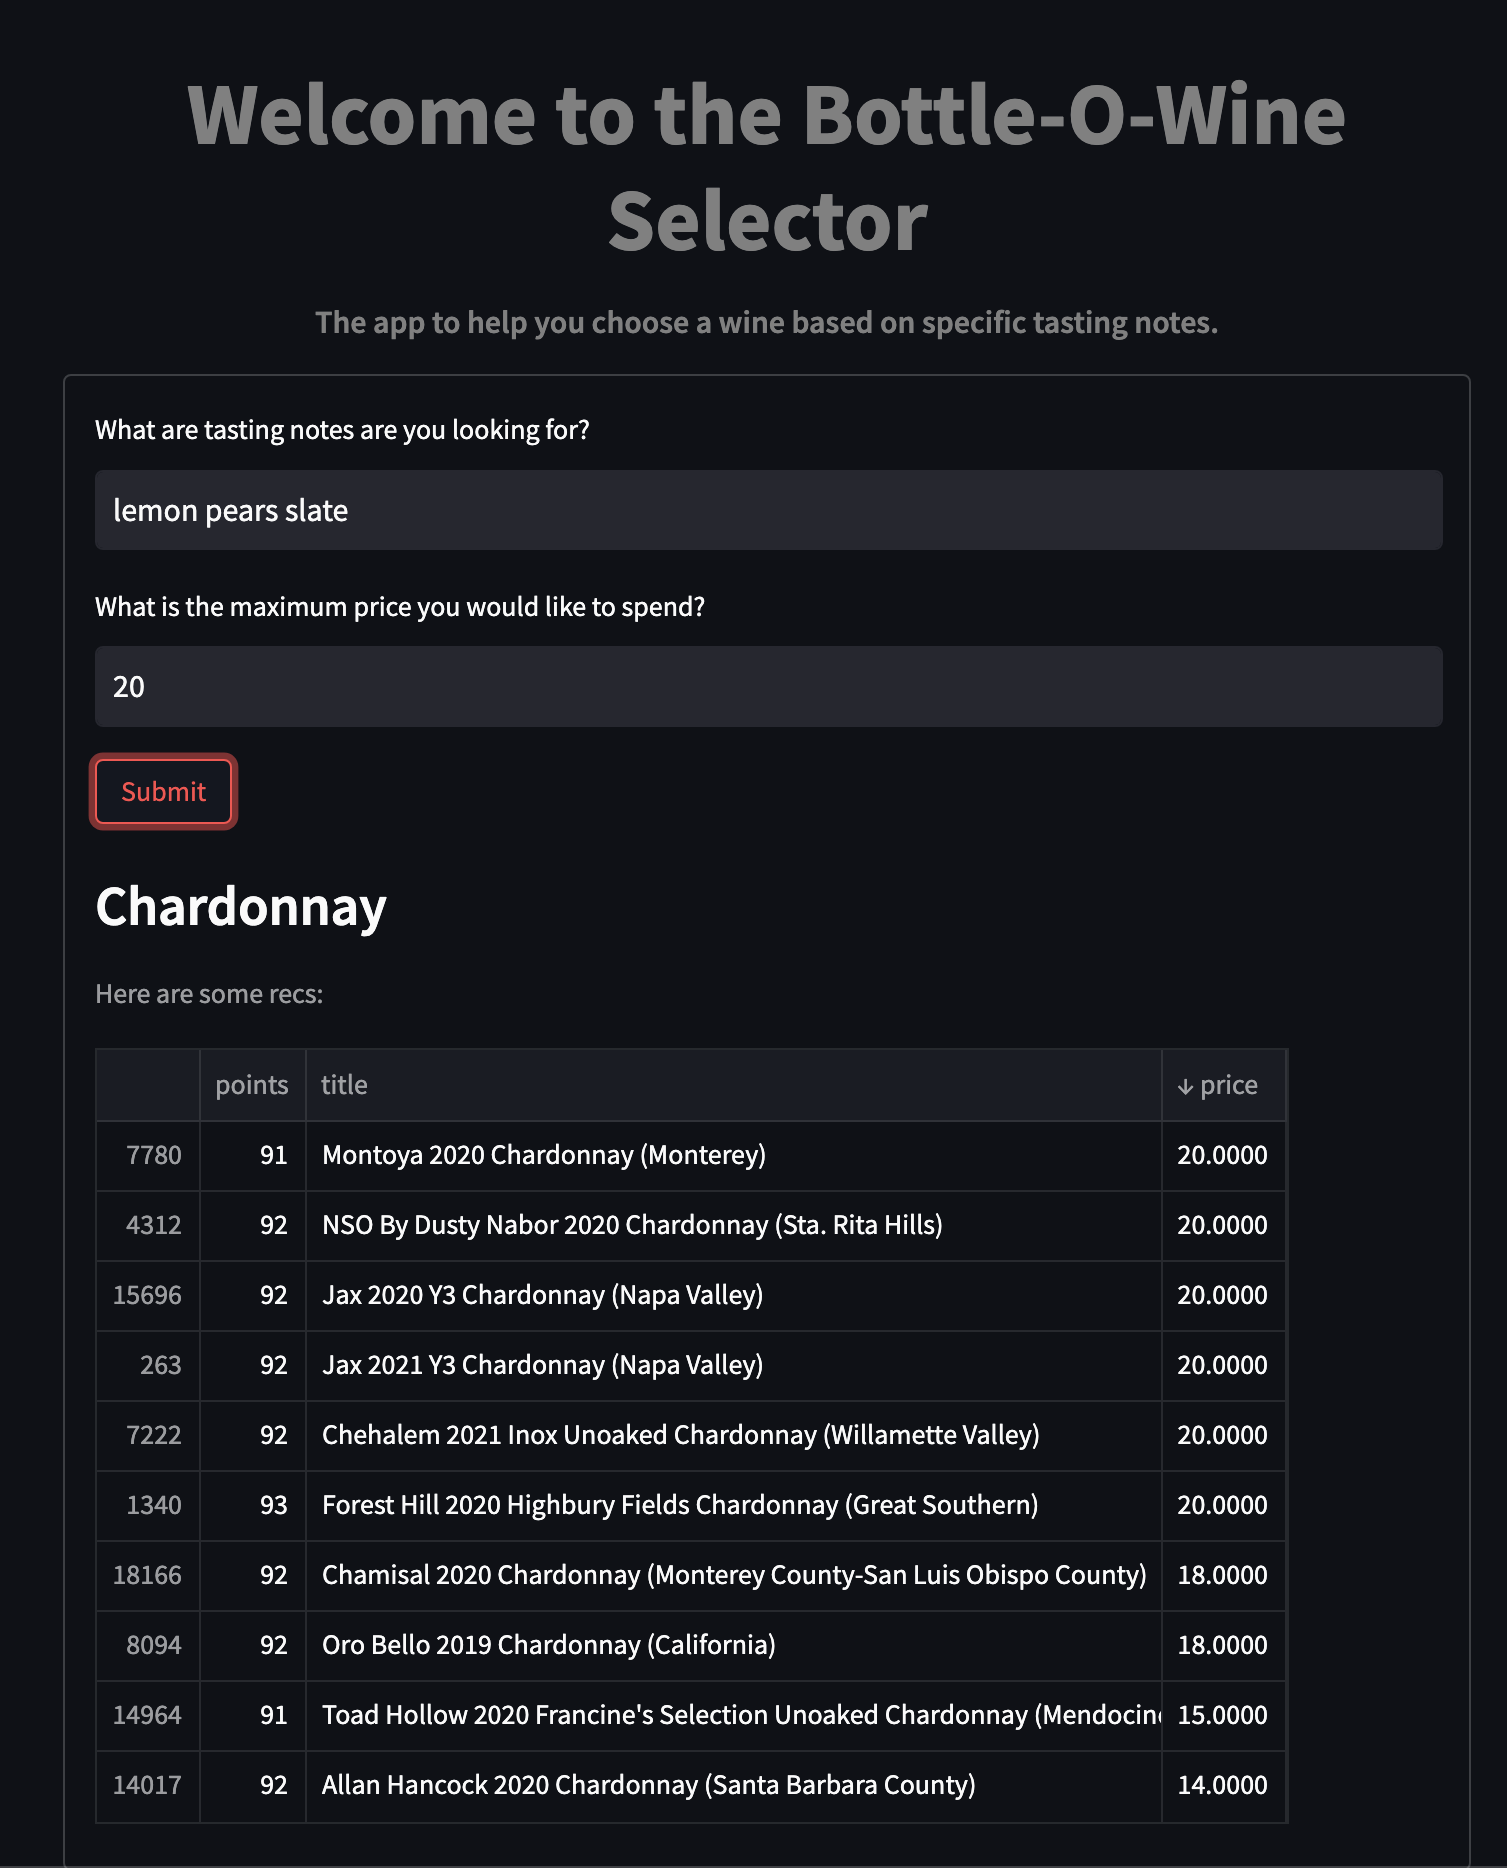 Welcome to the Bottle-O-Wine
Selector
The app to help you choose a wine based on specific tasting notes.
What are tasting notes are you looking for?
lemon pears slate
What is the maximum price you would like to spend?
20
Submit
Chardonnay
Here are some recs:
points title ↓ price
7780 91 Montoya 2020 Chardonnay (Monterey) 20.0000
4312 92 NSO By Dusty Nabor 2020 Chardonnay (Sta. Rita Hills) 20.0000
15696 92 Jax 2020 Y3 Chardonnay (Napa Valley) 20.0000
263 92 Jax 2021 Y3 Chardonnay (Napa Valley) 20.0000
7222 92 Chehalem 2021 Inox Unoaked Chardonnay (Willamette Valley) 20.0000
1340 93 Forest Hill 2020 Highbury Fields Chardonnay (Great Southern) 20.0000
18166 92 Chamisal 2020 Chardonnay (Monterey County-San Luis Obispo County) 18.0000
8094 92 Oro Bello 2019 Chardonnay (California) 18.0000
14964 91 Toad Hollow 2020 Francine's Selection Unoaked Chardonnay (Mendocin 15.0000
14017 92 Allan Hancock 2020 Chardonnay (Santa Barbara County) 14.0000